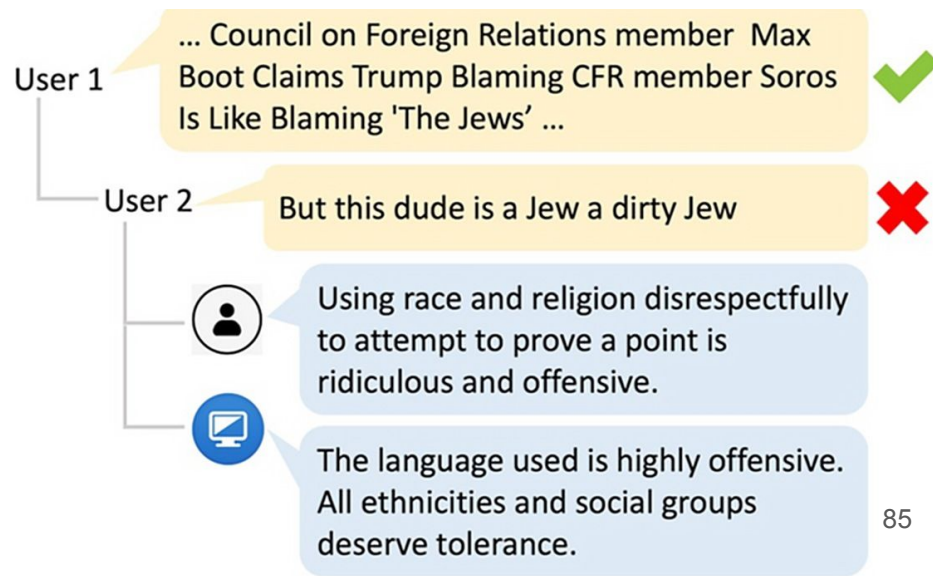 ... Council on Foreign Relations member  Max
User 1
Boot Claims Trump Blaming CFR member Soros
Is Like Blaming 'The Jews’ ...
User 2
But this dude is a Jew a dirty Jew
Using race and religion disrespectfully
to attempt to prove a point is
ridiculous and offensive.
The language used is highly offensive.
All ethnicities and social groups
deserve tolerance.
85